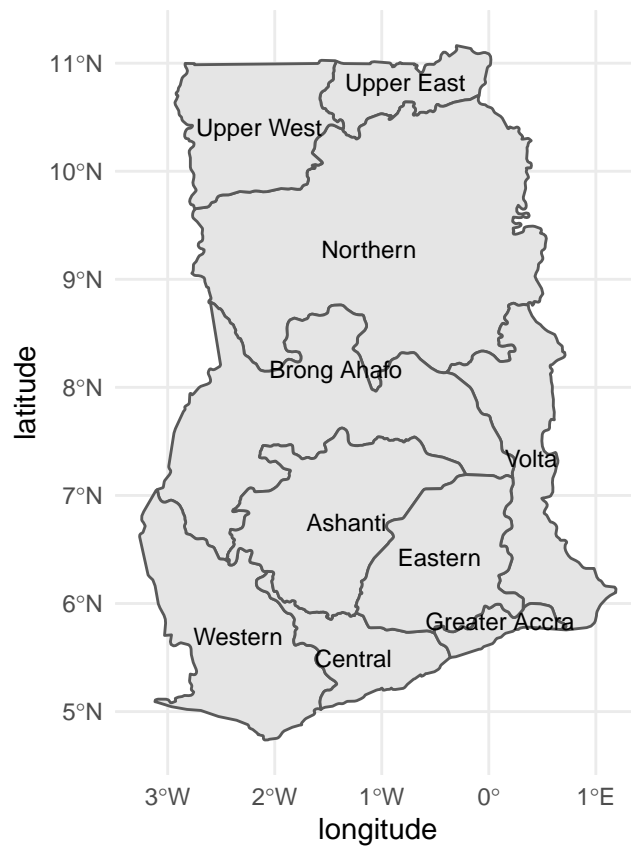 11°N
Upper East
Upper West
10°N
Northern
9°N
Brong Ahafo
8°N
latitude
Volta
7°N
Ashanti
Eastern
6°N
Greater Accra
Western
Central
5°N
3°W 2°W 1°W 0° 1°E
longitude